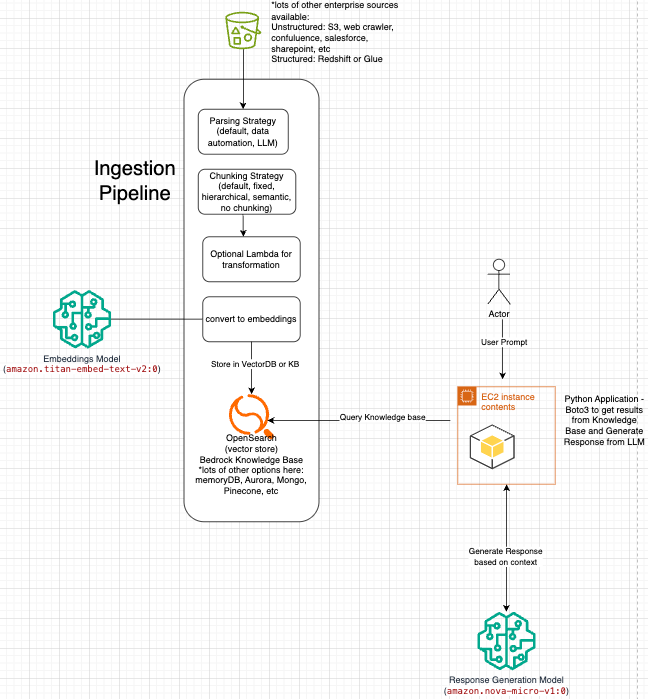 *lots of other enterprise sources
available:
Unstructured: S3, web crawler,
confuluence, salesforce,
sharepoint, etc
Structured: Redshift or Glue
Ingestion
Pipeline
Parsing Strategy
(default, data
automation, LLM)
Chunking Strategy
(default, fixed,
hierarchical, semantic,
no chunking)
Optional Lambda for
transformation
convert to embeddings
Embeddings Model
(amazon.titan-embed-text-v2:0)
Store in VectorDB or KB
OpenSearch
(vector store)
Bedrock Knowledge Base
*lots of other options here:
memoryDB, Aurora, Mongo,
Pinecone, etc
Actor
User Prompt
Query Knowledge base
EC2 instance
contents
Python Application -
Boto3 to get results
from Knowledge
Base and Generate
Response from LLM
Generate Response
based on context
Response Generation Model
(amazon.nova-micro-v1:0)